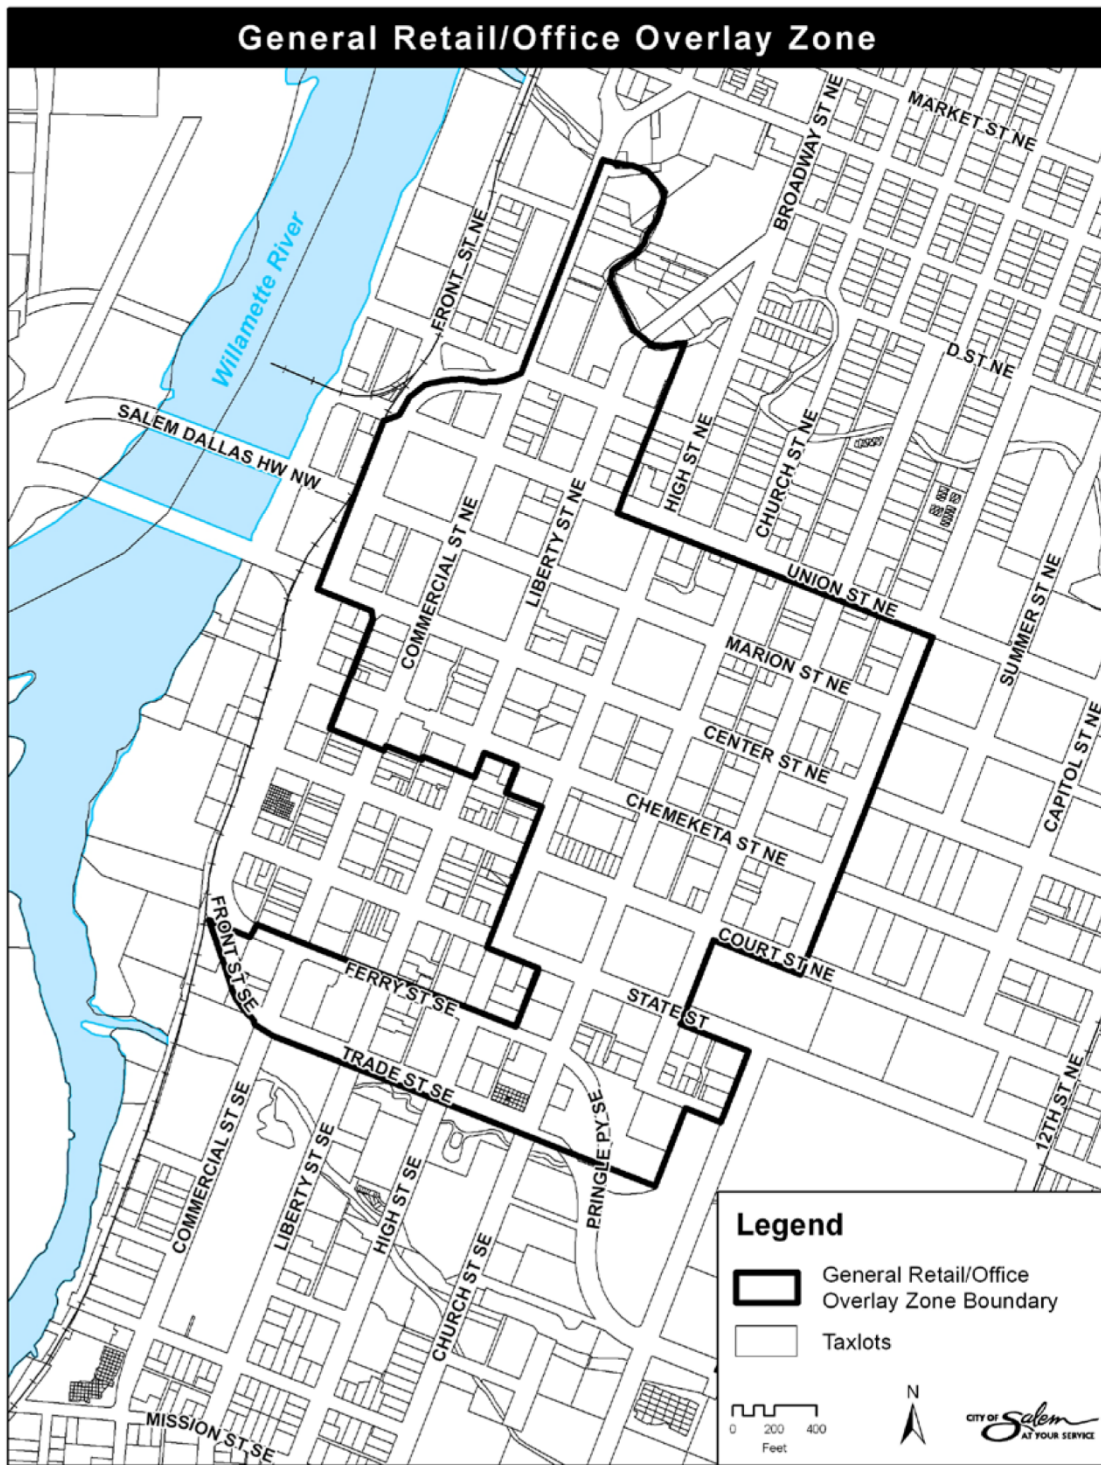 General Retail/Office Overlay Zone
MARKET ST NE
BROADWAY ST NE
FRONT ST NE
Willamette River
D ST NE
SALEM DALLAS HW NW
HIGH ST NE
CHURCH ST NE
LIBERTY ST NE
COMMERCIAL ST NE
UNION ST NE
SUMMER ST NE
MARION ST NE
CENTER ST NE
CAPITOL ST NE
CHEMEKETA ST NE
COURT ST NE
FRONT ST SE
FERRY ST SE
STATE ST
TRADE ST SE
PRINGLE PY SE
12TH ST NE
COMMERCIAL ST SE
LIBERTY ST SE
HIGH ST SE
CHURCH ST SE
MISSION ST SE
Legend
General Retail/Office
Overlay Zone Boundary
Taxlots
0 200 400
Feet
N
CITY OF Salem
AT YOUR SERVICE